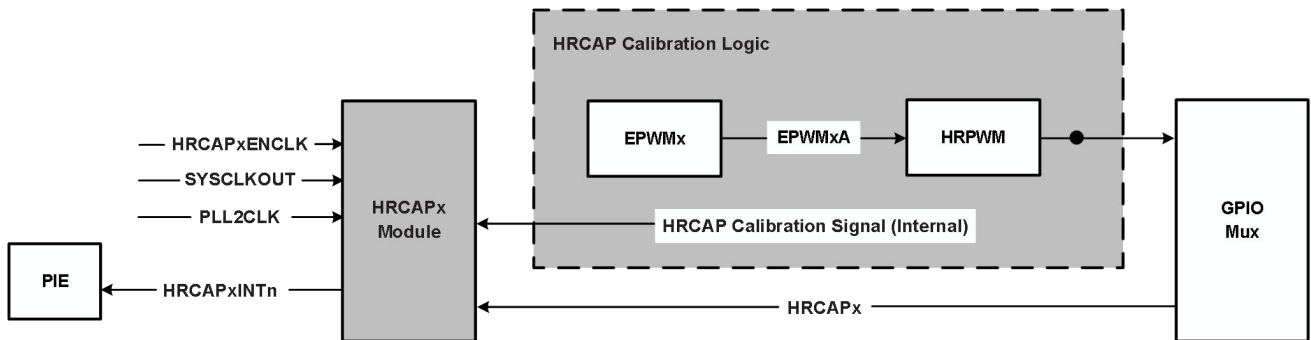 HRCAP Calibration Logic
EPWMx
EPWMxA
HRPWM
HRCAPxENCLK
SYSCLKOUT
PLL2CLK
HRCAPx
Module
HRCAP Calibration Signal (Internal)
GPIO
Mux
PIE
HRCAPxINTn
HRCAPx